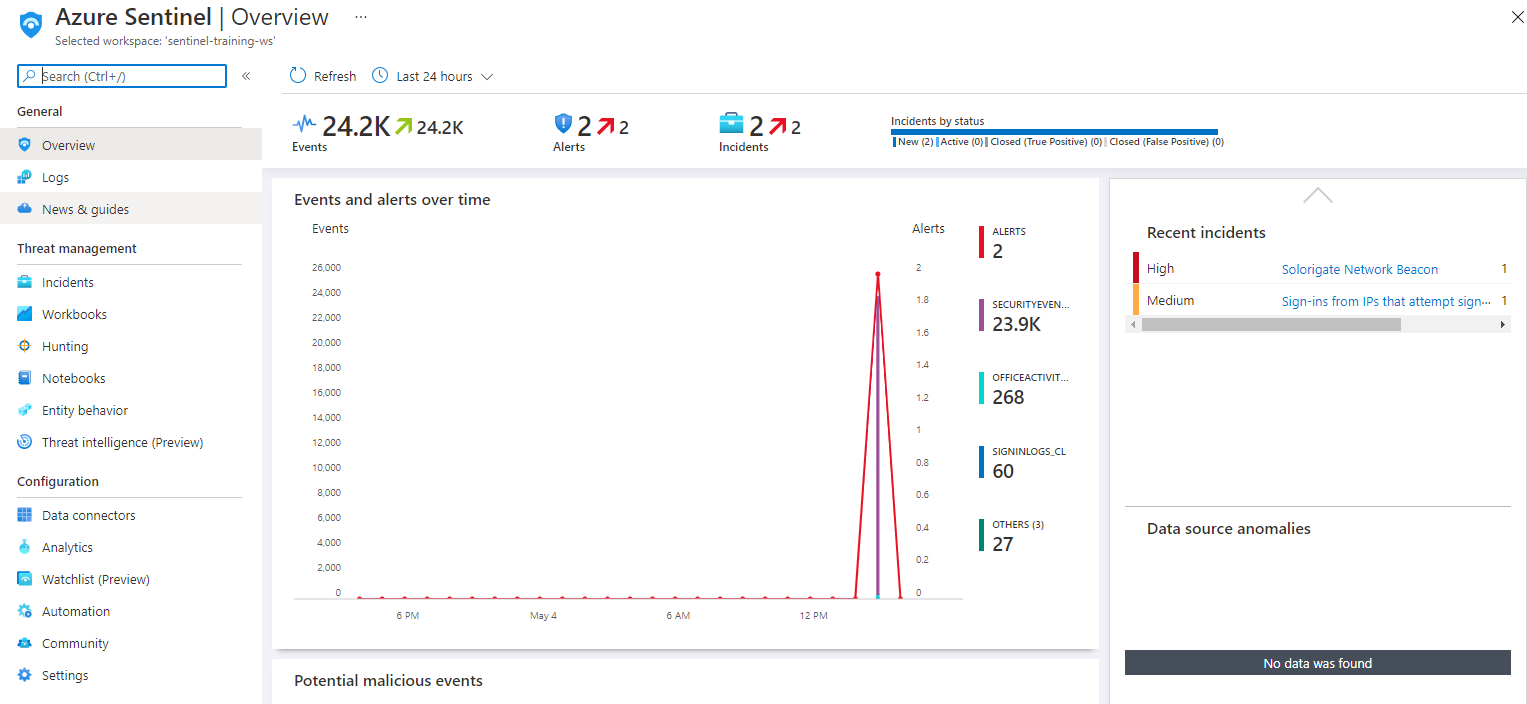 Azure Sentinel | Overview ...
Selected workspace: 'sentinel-training-ws'
Search (Ctrl+/)
«
General
Overview
Logs
News & guides
Threat management
Incidents
Workbooks
Hunting
Notebooks
Entity behavior
Threat intelligence (Preview)
Configuration
Data connectors
Analytics
Watchlist (Preview)
Automation
Community
Settings
Refresh
Last 24 hours
24.2K 24.2K
Events
2 2
Alerts
2 2
Incidents
Incidents by status
New (2) Active (0) Closed (True Positive) (0) Closed (False Positive) (0)
Events and alerts over time
Events
Alerts
26,000
24,000
22,000
20,000
18,000
16,000
14,000
12,000
10,000
8,000
6,000
4,000
2,000
0
2
1.8
1.6
1.4
1.2
1
0.8
0.6
0.4
0.2
0
6 PM
May 4
6 AM
12 PM
ALERTS
2
SECURITYEVEN...
23.9K
OFFICEACTIVIT...
268
SIGNINLOGS_CL
60
OTHERS (3)
27
Potential malicious events
Recent incidents
High Solorigate Network Beacon 1
Medium Sign-ins from IPs that attempt sign-... 1
Data source anomalies
No data was found